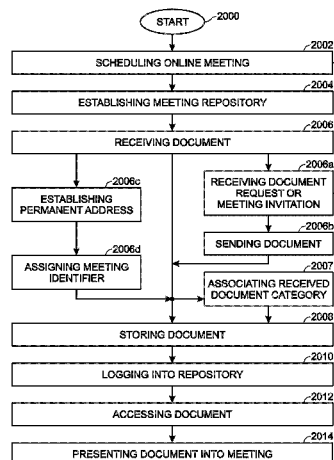 START
2000
2002
SCHEDULING ONLINE MEETING
2004
ESTABLISHING MEETING REPOSITORY
2006
RECEIVING DOCUMENT
2006c
ESTABLISHING
PERMANENT ADDRESS
2006a
RECEIVING DOCUMENT
REQUEST OR
MEETING INVITATION
2006b
SENDING DOCUMENT
2006d
ASSIGNING MEETING
IDENTIFIER
2007
ASSOCIATING RECEIVED
DOCUMENT CATEGORY
2008
STORING DOCUMENT
2010
LOGGING INTO REPOSITORY
2012
ACCESSING DOCUMENT
2014
PRESENTING DOCUMENT INTO MEETING